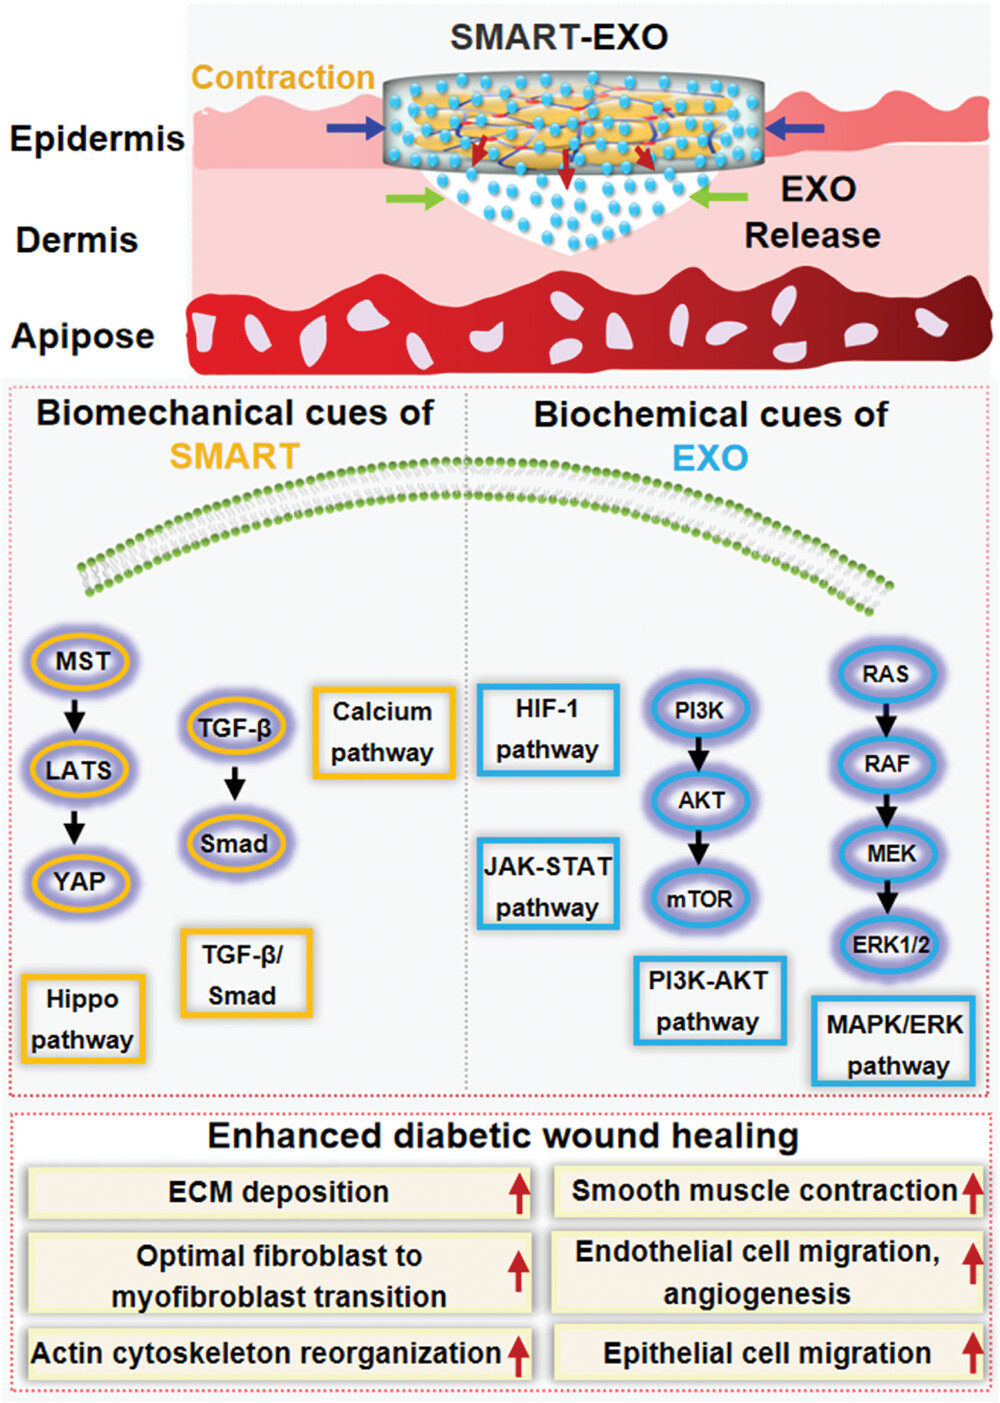 SMART-EXO
Contraction
Epidermis
EXO
Release
Dermis
Apipose
Biomechanical cues of
SMART
Biochemical cues of
EXO
MST
LATS
YAP
Hippo
pathway
TGF-β
Smad
TGF-β/
Smad
Calcium
pathway
HIF-1
pathway
JAK-STAT
pathway
PI3K
AKT
mTOR
PI3K-AKT
pathway
RAS
RAF
MEK
ERK1/2
MAPK/ERK
pathway
Enhanced diabetic wound healing
ECM deposition
Smooth muscle contraction
Optimal fibroblast to
myofibroblast transition
Endothelial cell migration,
angiogenesis
Actin cytoskeleton reorganization
Epithelial cell migration